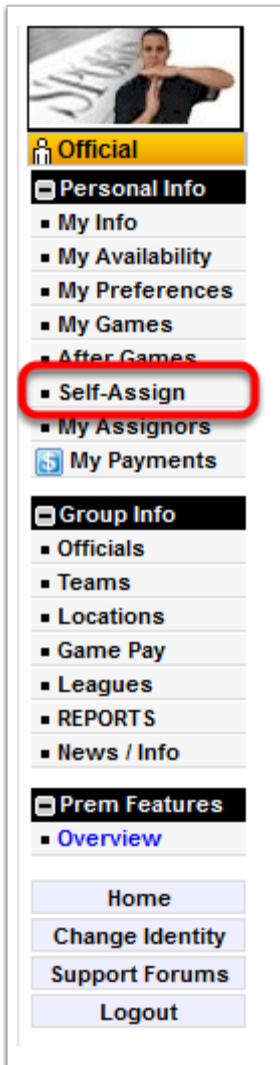 SPORT
Official
Personal Info
My Info
My Availability
My Preferences
My Games
After Games
Self-Assign
My Assignors
$ My Payments
Group Info
Officials
Teams
Locations
Game Pay
Leagues
REPORTS
News / Info
Prem Features
Overview
Home
Change Identity
Support Forums
Logout